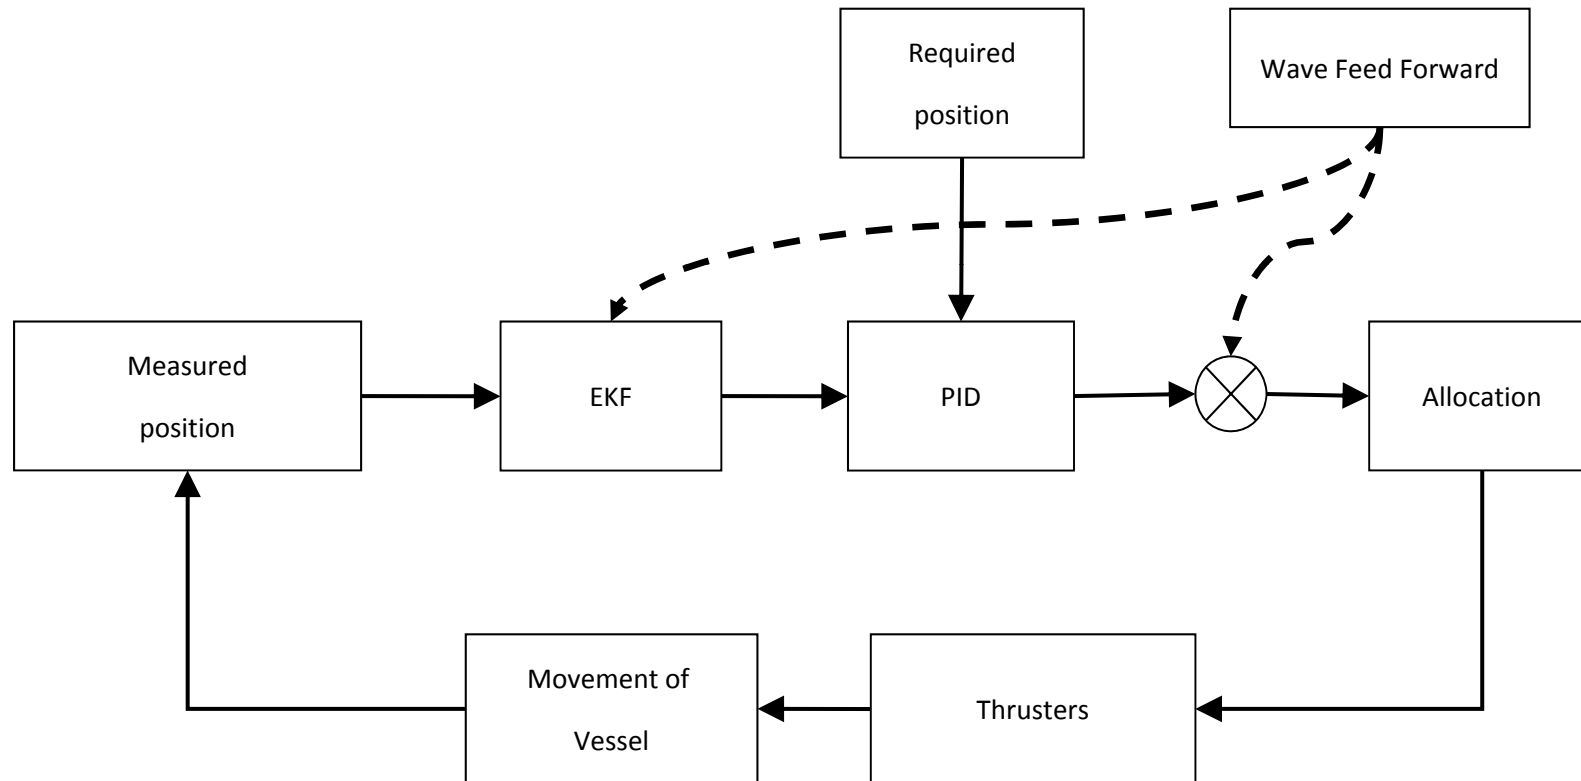 Required
position
Wave Feed Forward
Measured
position
EKF
PID
Allocation
Movement of
Vessel
Thrusters